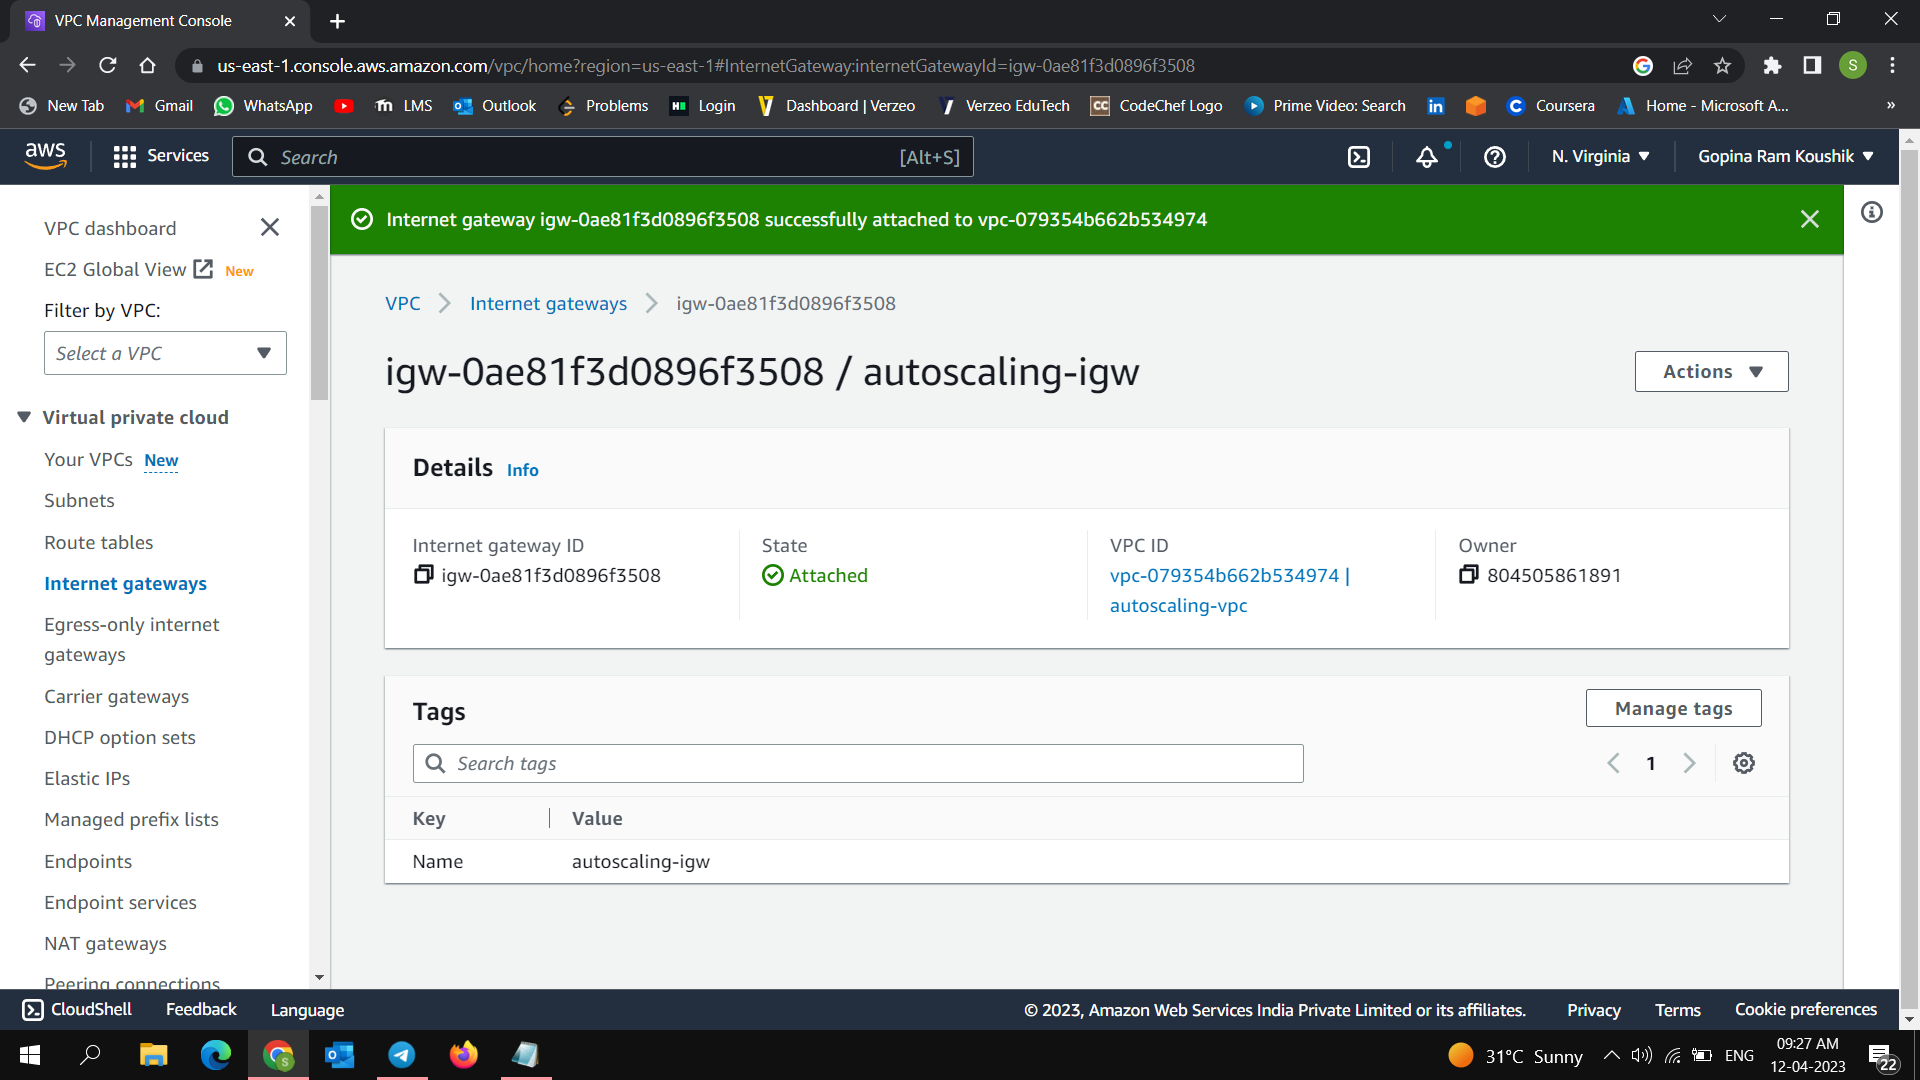 VPC Management Console
us-east-1.console.aws.amazon.com/vpc/home?region=us-east-1#InternetGateway:internetGatewayId=igw-0ae81f3d0896f3508
S
New Tab Gmail WhatsApp LMS Outlook Problems Login Dashboard | Verzeo Verzeo EduTech CodeChef Logo Prime Video: Search Coursera Home - Microsoft A... »
aws Services Search [Alt+S] N. Virginia Gopina Ram Koushik
VPC dashboard
EC2 Global View New
Filter by VPC:
Select a VPC
Virtual private cloud
Your VPCs New
Subnets
Route tables
Internet gateways
Egress-only internet
gateways
Carrier gateways
DHCP option sets
Elastic IPs
Managed prefix lists
Endpoints
Endpoint services
NAT gateways
Peering connections
Internet gateway igw-0ae81f3d0896f3508 successfully attached to vpc-079354b662b534974
VPC Internet gateways igw-0ae81f3d0896f3508
igw-0ae81f3d0896f3508 / autoscaling-igw
Actions
Details Info
Internet gateway ID
igw-0ae81f3d0896f3508
State
Attached
VPC ID
vpc-079354b662b534974 |
autoscaling-vpc
Owner
804505861891
Tags
Manage tags
Search tags
1
Key Value
Name autoscaling-igw
CloudShell Feedback Language © 2023, Amazon Web Services India Private Limited or its affiliates. Privacy Terms Cookie preferences
31°C Sunny ENG
09:27 AM
12-04-2023
22